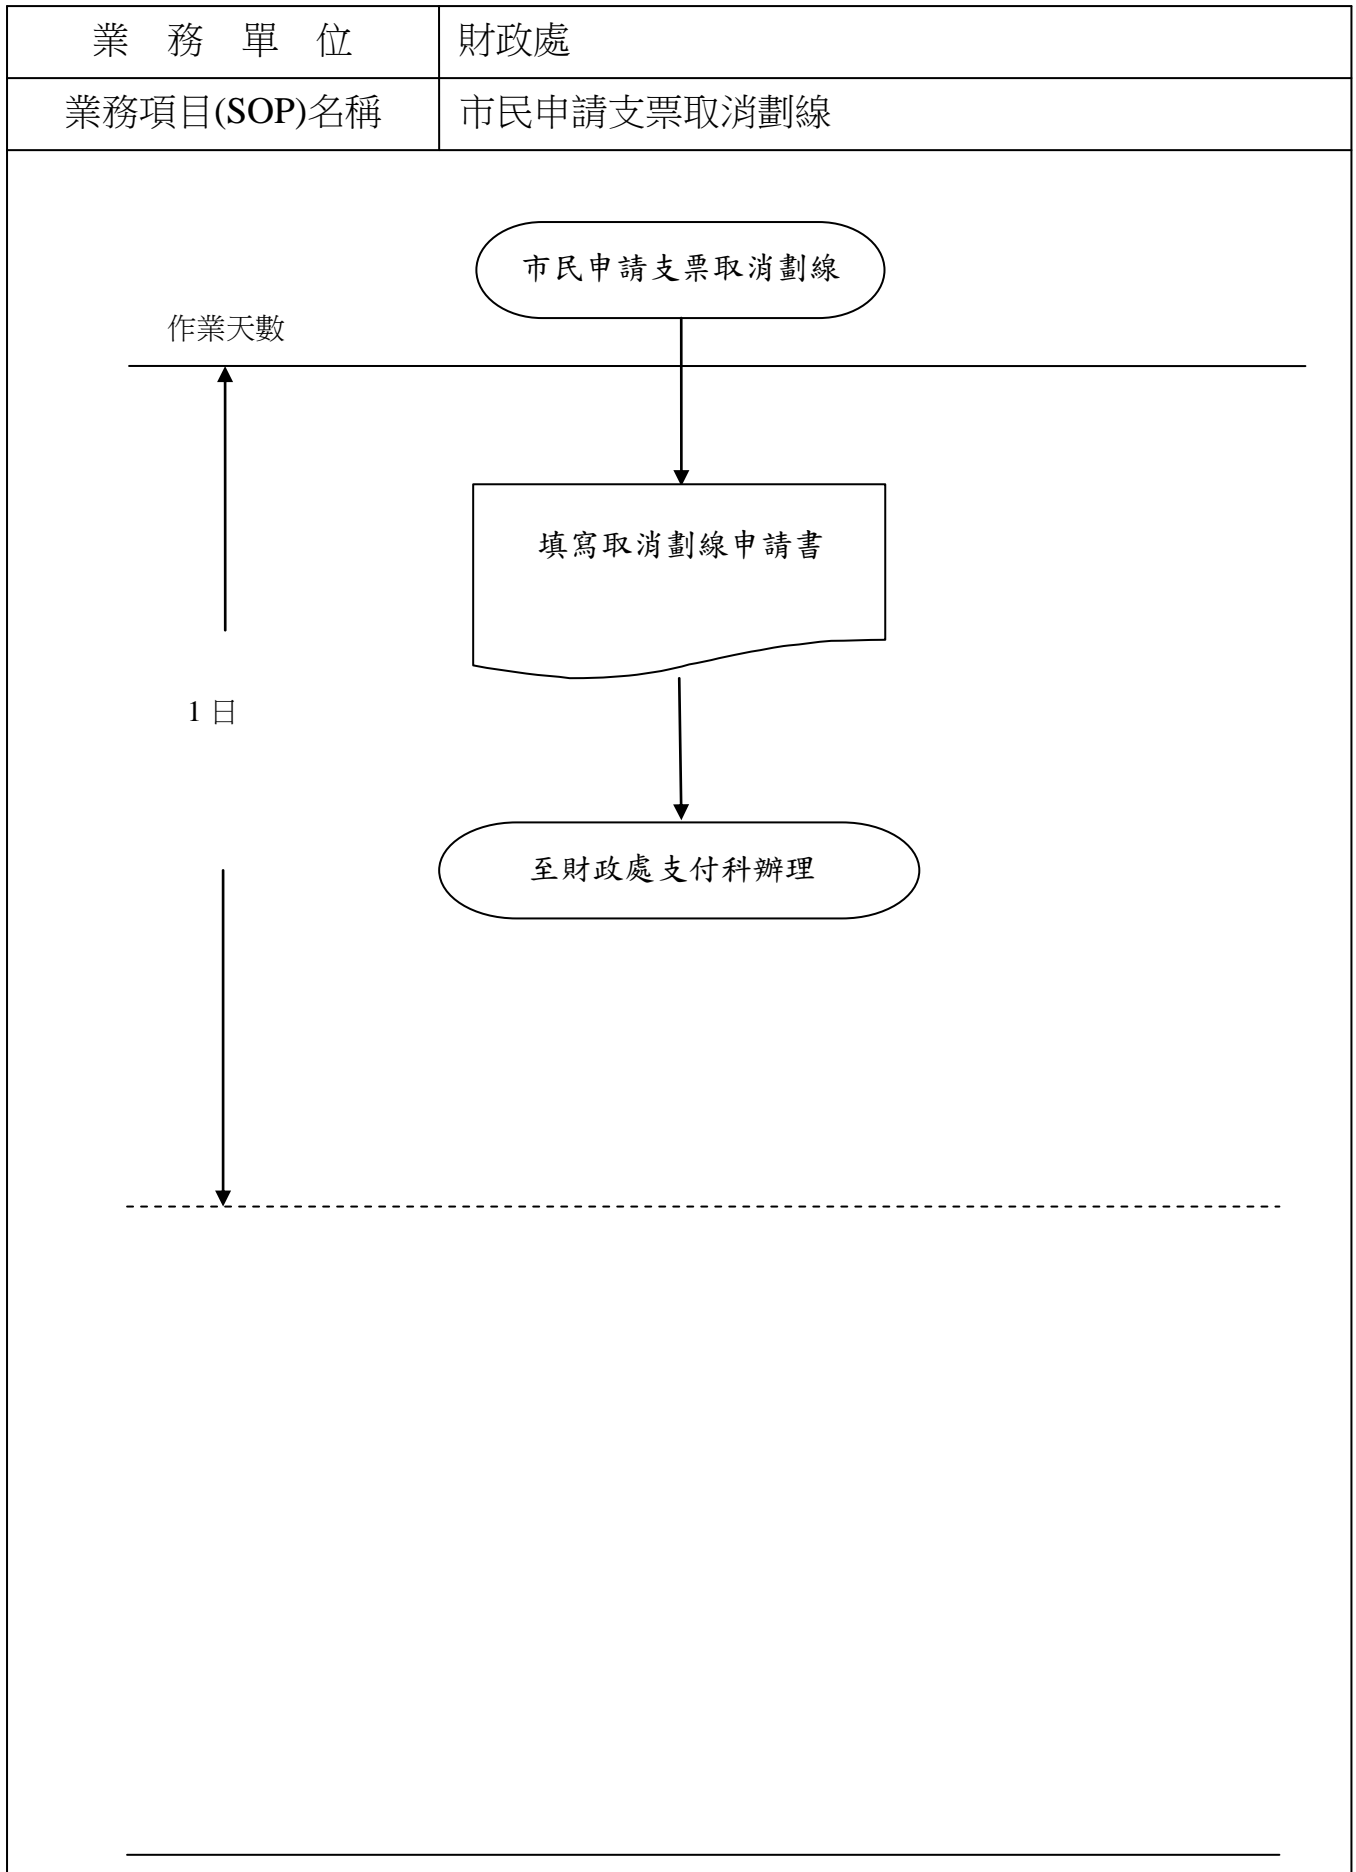 業 務 單 位 財政處
業務項目(SOP)名稱 市民申請支票取消劃線
市民申請支票取消劃線
作業天數
填寫取消劃線申請書
1 日
至財政處支付科辦理